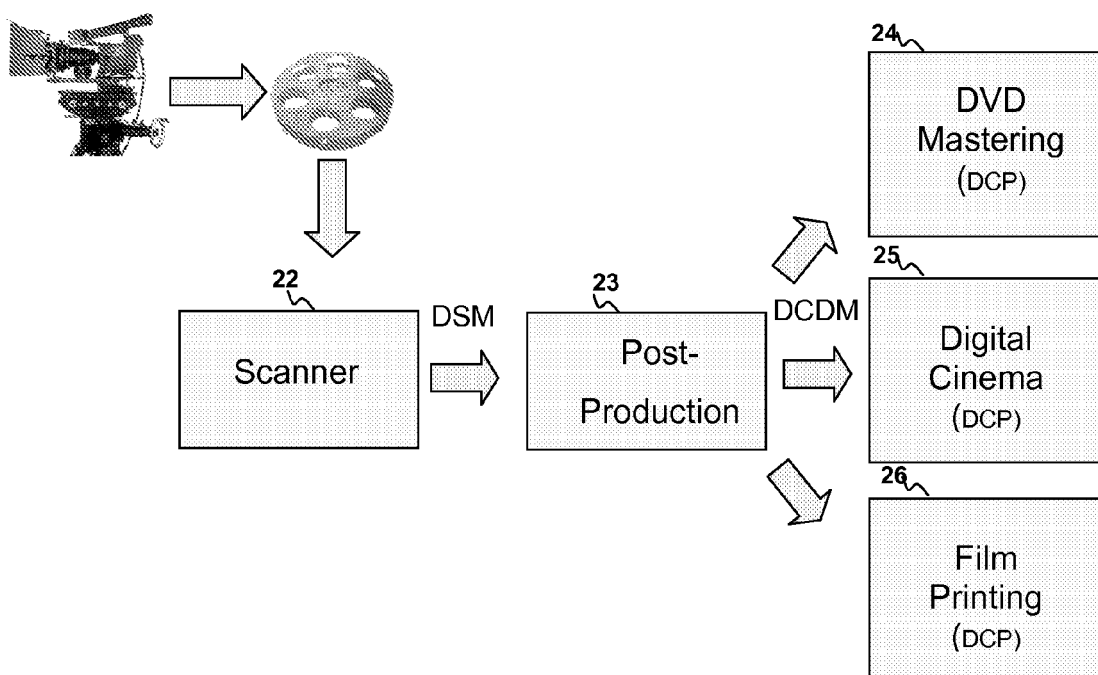 24
DVD
Mastering
(DCP)
22
Scanner
DSM
23
Post-
Production
DCDM
25
Digital
Cinema
(DCP)
26
Film
Printing
(DCP)